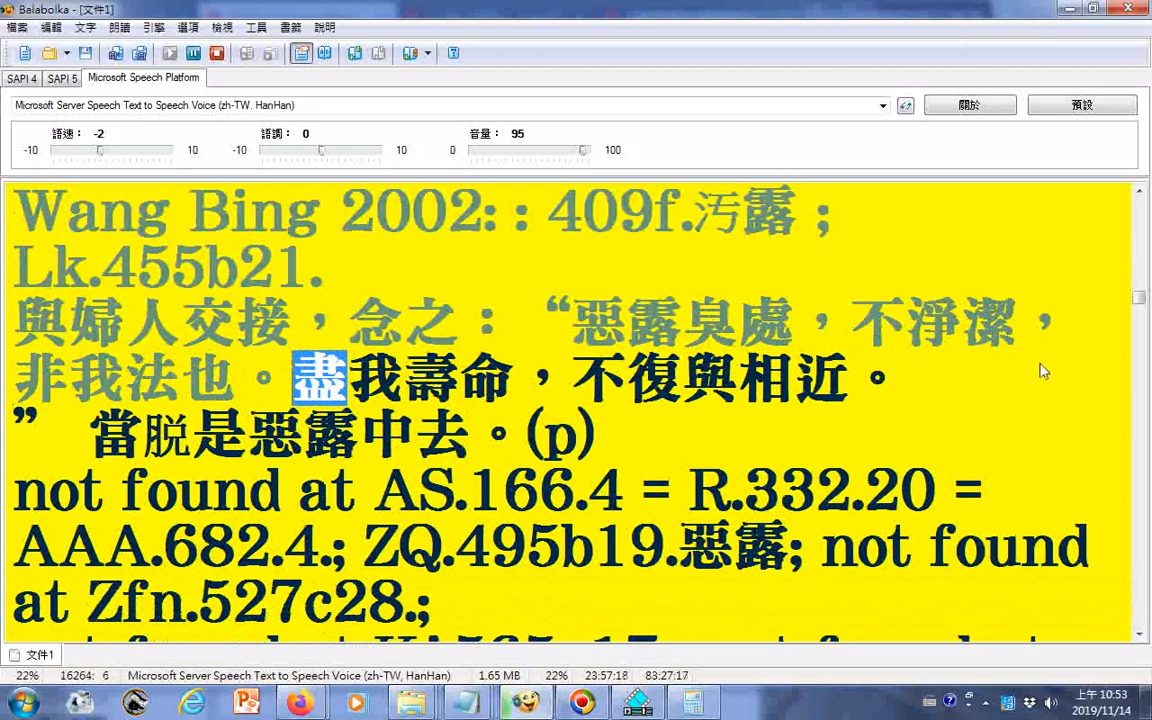 Balabolka - [文件1]
檔案 編輯 文字 朗讀 引擎 選項 檢視 工具 書籤 說明
SAPI 4 SAPI 5 Microsoft Speech Platform
Microsoft Server Speech Text to Speech Voice (zh-TW, HanHan) 關於 預設
語速： -2 語調： 0 音量： 95
-10 10 -10 10 0 100
Wang Bing 2002: : 409f.汚露；
Lk.455b21.
與婦人交接，念之：“惡露臭處，不淨潔，
非我法也。盡我壽命，不復與相近。
” 當脱是惡露中去。(p)
not found at AS.166.4 = R.332.20 =
AAA.682.4.; ZQ.495b19.惡露; not found
at Zfn.527c28.;
文件1
22% 16264: 6 Microsoft Server Speech Text to Speech Voice (zh-TW, HanHan) 1.65 MB 22% 23:57:18 83:27:17
上午 10:53
2019/11/14